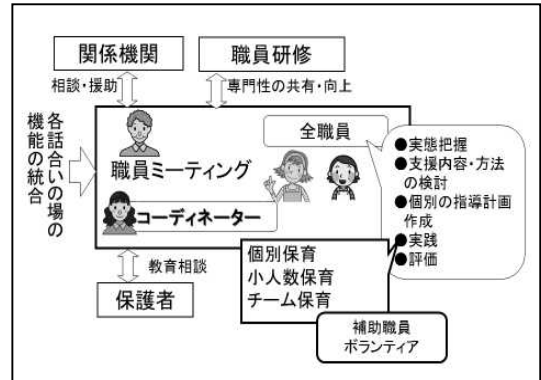 関係機関
職員研修
相談・援助
専門性の共有・向上
各話合いの場の
機能の統合
全職員
職員ミーティング
コーディネーター
●実態把握
●支援内容・方法
の検討
●個別の指導計画
作成
●実践
●評価
教育相談
保護者
個別保育
小人数保育
チーム保育
補助職員
ボランティア